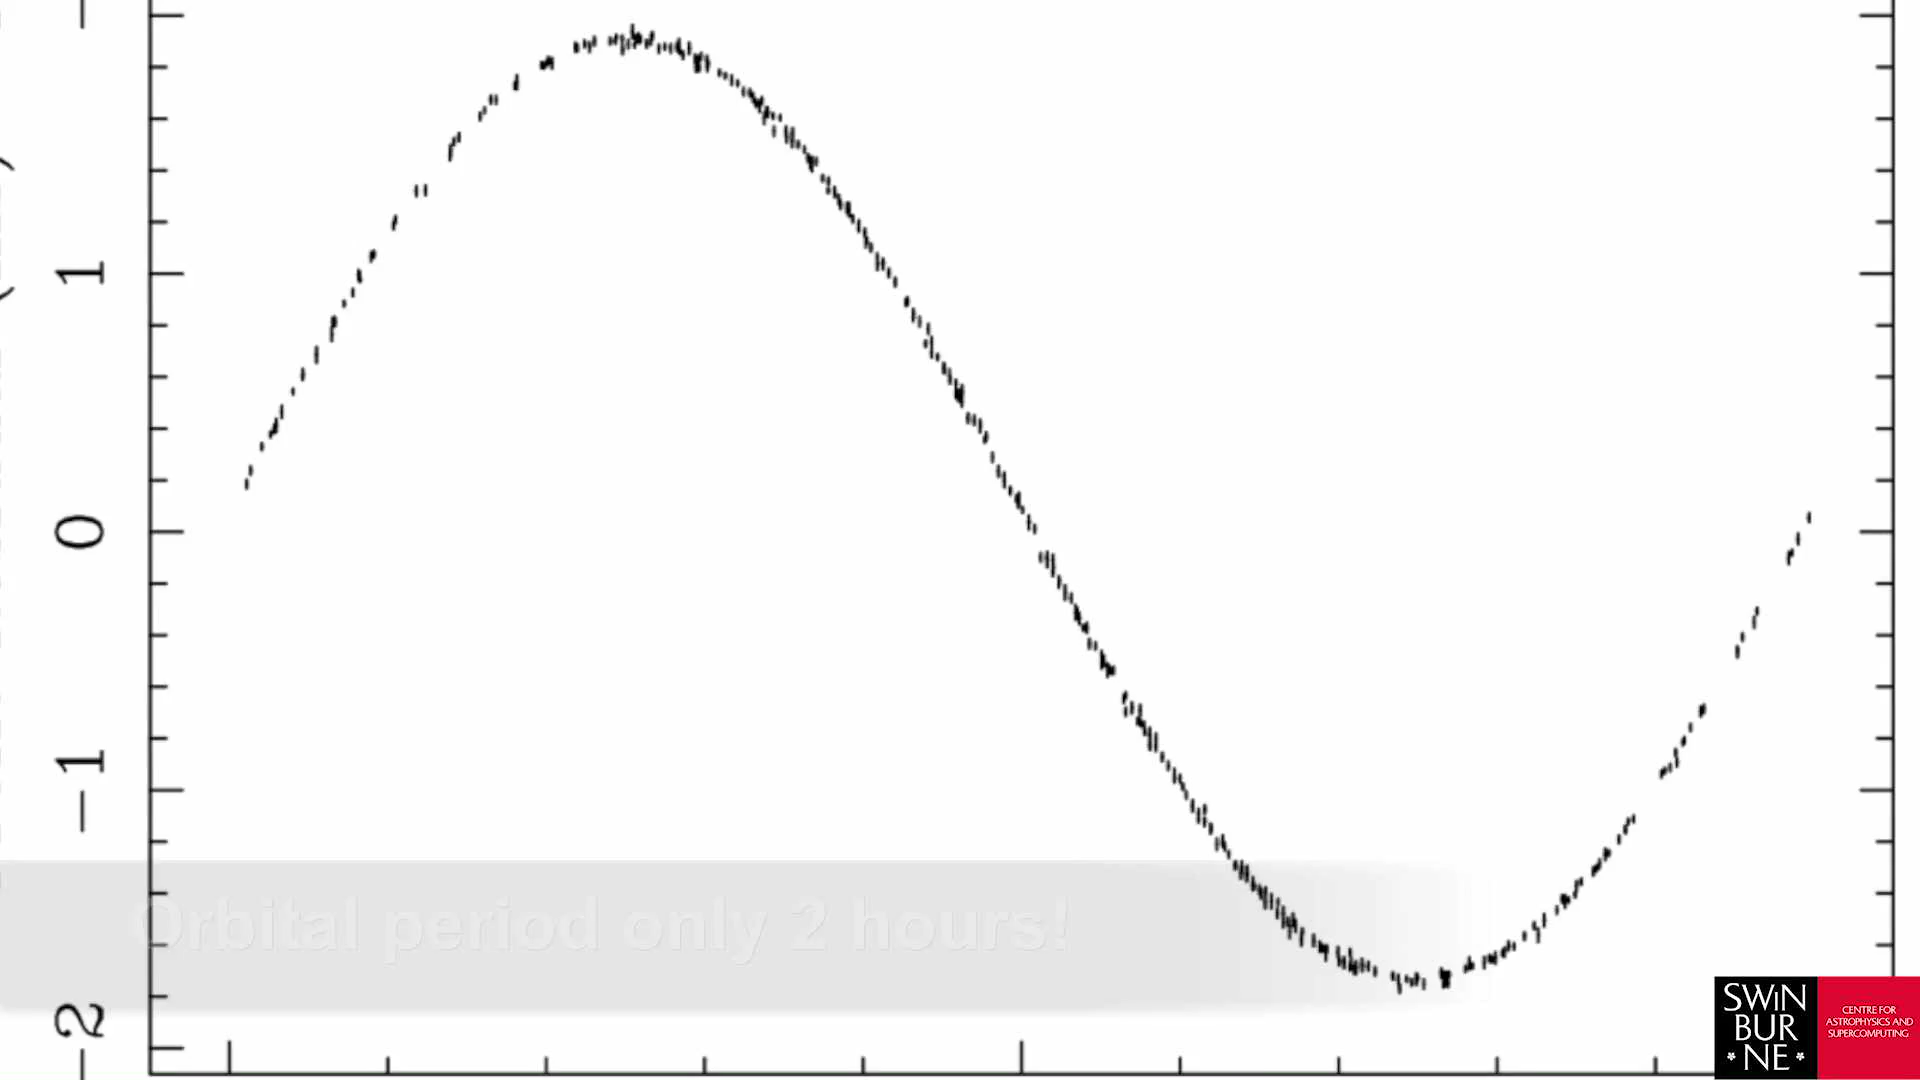 1
0
−1
−2
Orbital period only 2 hours!
SWIN
BUR
NE
CENTRE FOR
ASTROPHYSICS AND
SUPERCOMPUTING